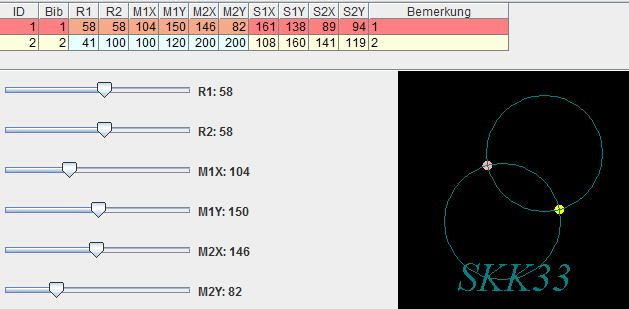 ID Bib R1 R2 M1X M1Y M2X M2Y S1X S1Y S2X S2Y Bemerkung
1 1 58 58 104 150 146 82 161 138 89 94 1
2 2 41 100 100 120 200 200 108 160 141 119 2
R1: 58
R2: 58
M1X: 104
M1Y: 150
M2X: 146
M2Y: 82
SKK33